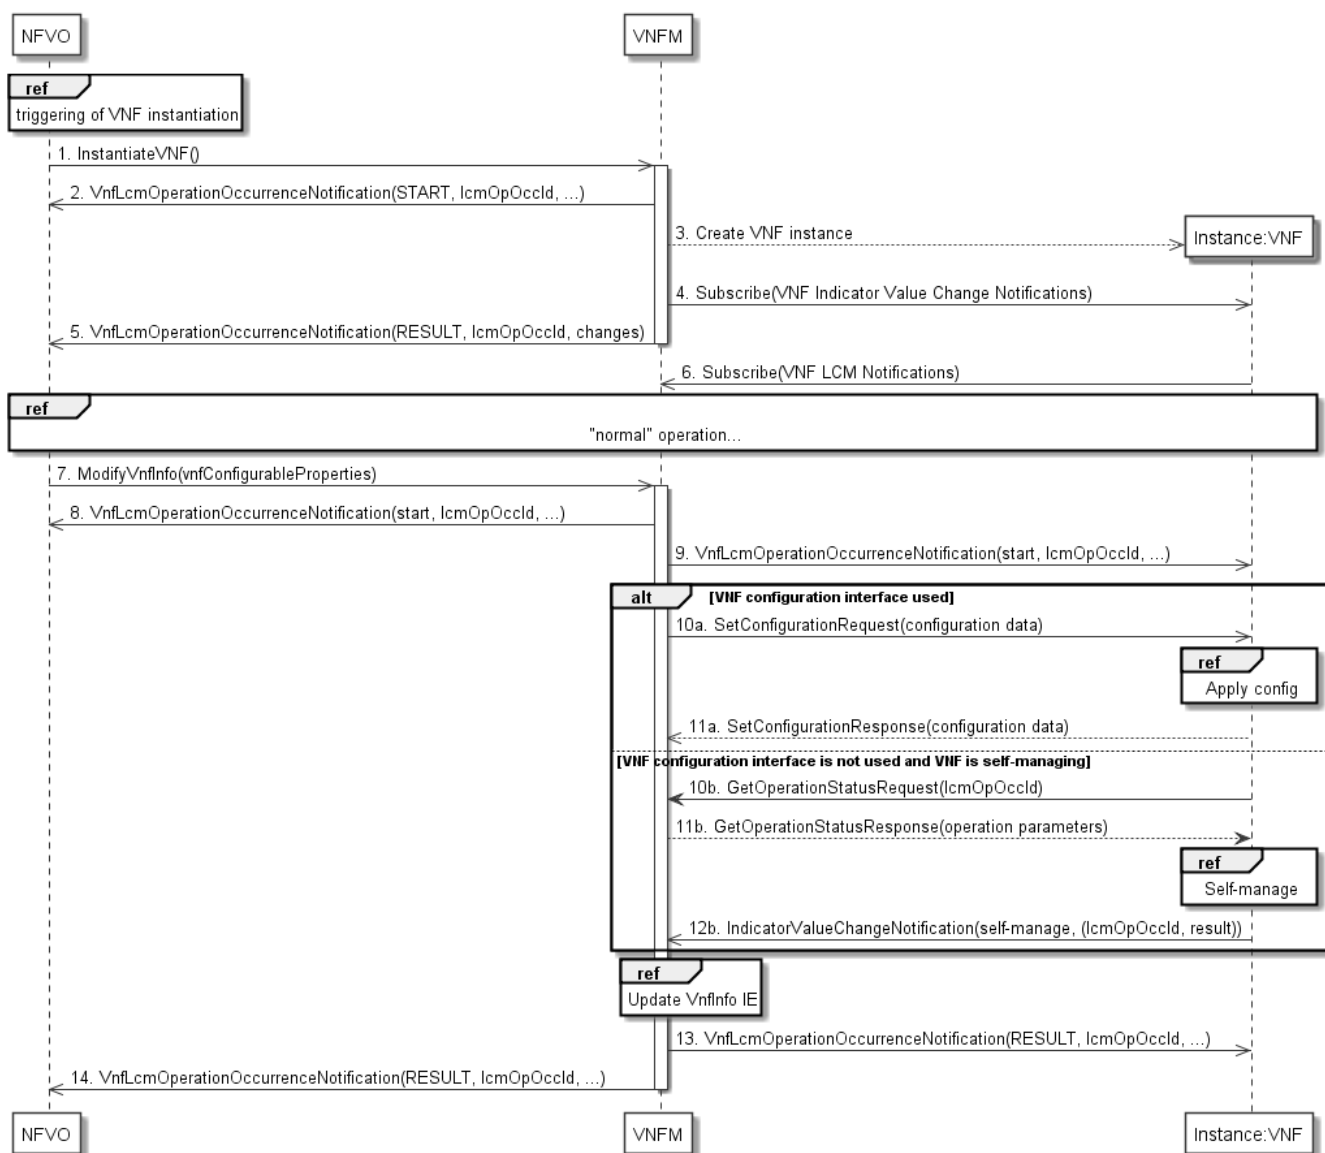 NFVO
VNFM
ref
triggering of VNF instantiation
1. InstantiateVNF()
2. VnfLcmOperationOccurrenceNotification(START, lcmOpOccId, ...)
3. Create VNF instance
Instance:VNF
4. Subscribe(VNF Indicator Value Change Notifications)
5. VnfLcmOperationOccurrenceNotification(RESULT, lcmOpOccId, changes)
6. Subscribe(VNF LCM Notifications)
ref
"normal" operation...
7. ModifyVnfInfo(vnfConfigurableProperties)
8. VnfLcmOperationOccurrenceNotification(start, lcmOpOccId, ...)
9. VnfLcmOperationOccurrenceNotification(start, lcmOpOccId, ...)
alt [VNF configuration interface used]
10a. SetConfigurationRequest(configuration data)
ref
Apply config
11a. SetConfigurationResponse(configuration data)
[VNF configuration interface is not used and VNF is self-managing]
10b. GetOperationStatusRequest(lcmOpOccId)
11b. GetOperationStatusResponse(operation parameters)
ref
Self-manage
12b. IndicatorValueChangeNotification(self-manage, (lcmOpOccId, result))
ref
Update VnfInfo IE
13. VnfLcmOperationOccurrenceNotification(RESULT, lcmOpOccId, ...)
14. VnfLcmOperationOccurrenceNotification(RESULT, lcmOpOccId, ...)
NFVO
VNFM
Instance:VNF